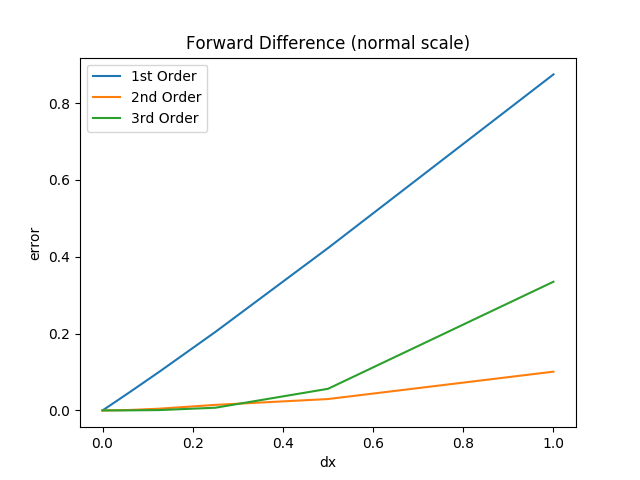 Forward Difference (normal scale)
1st Order
2nd Order
3rd Order
error
0.8
0.6
0.4
0.2
0.0
0.0 0.2 0.4 0.6 0.8 1.0
dx